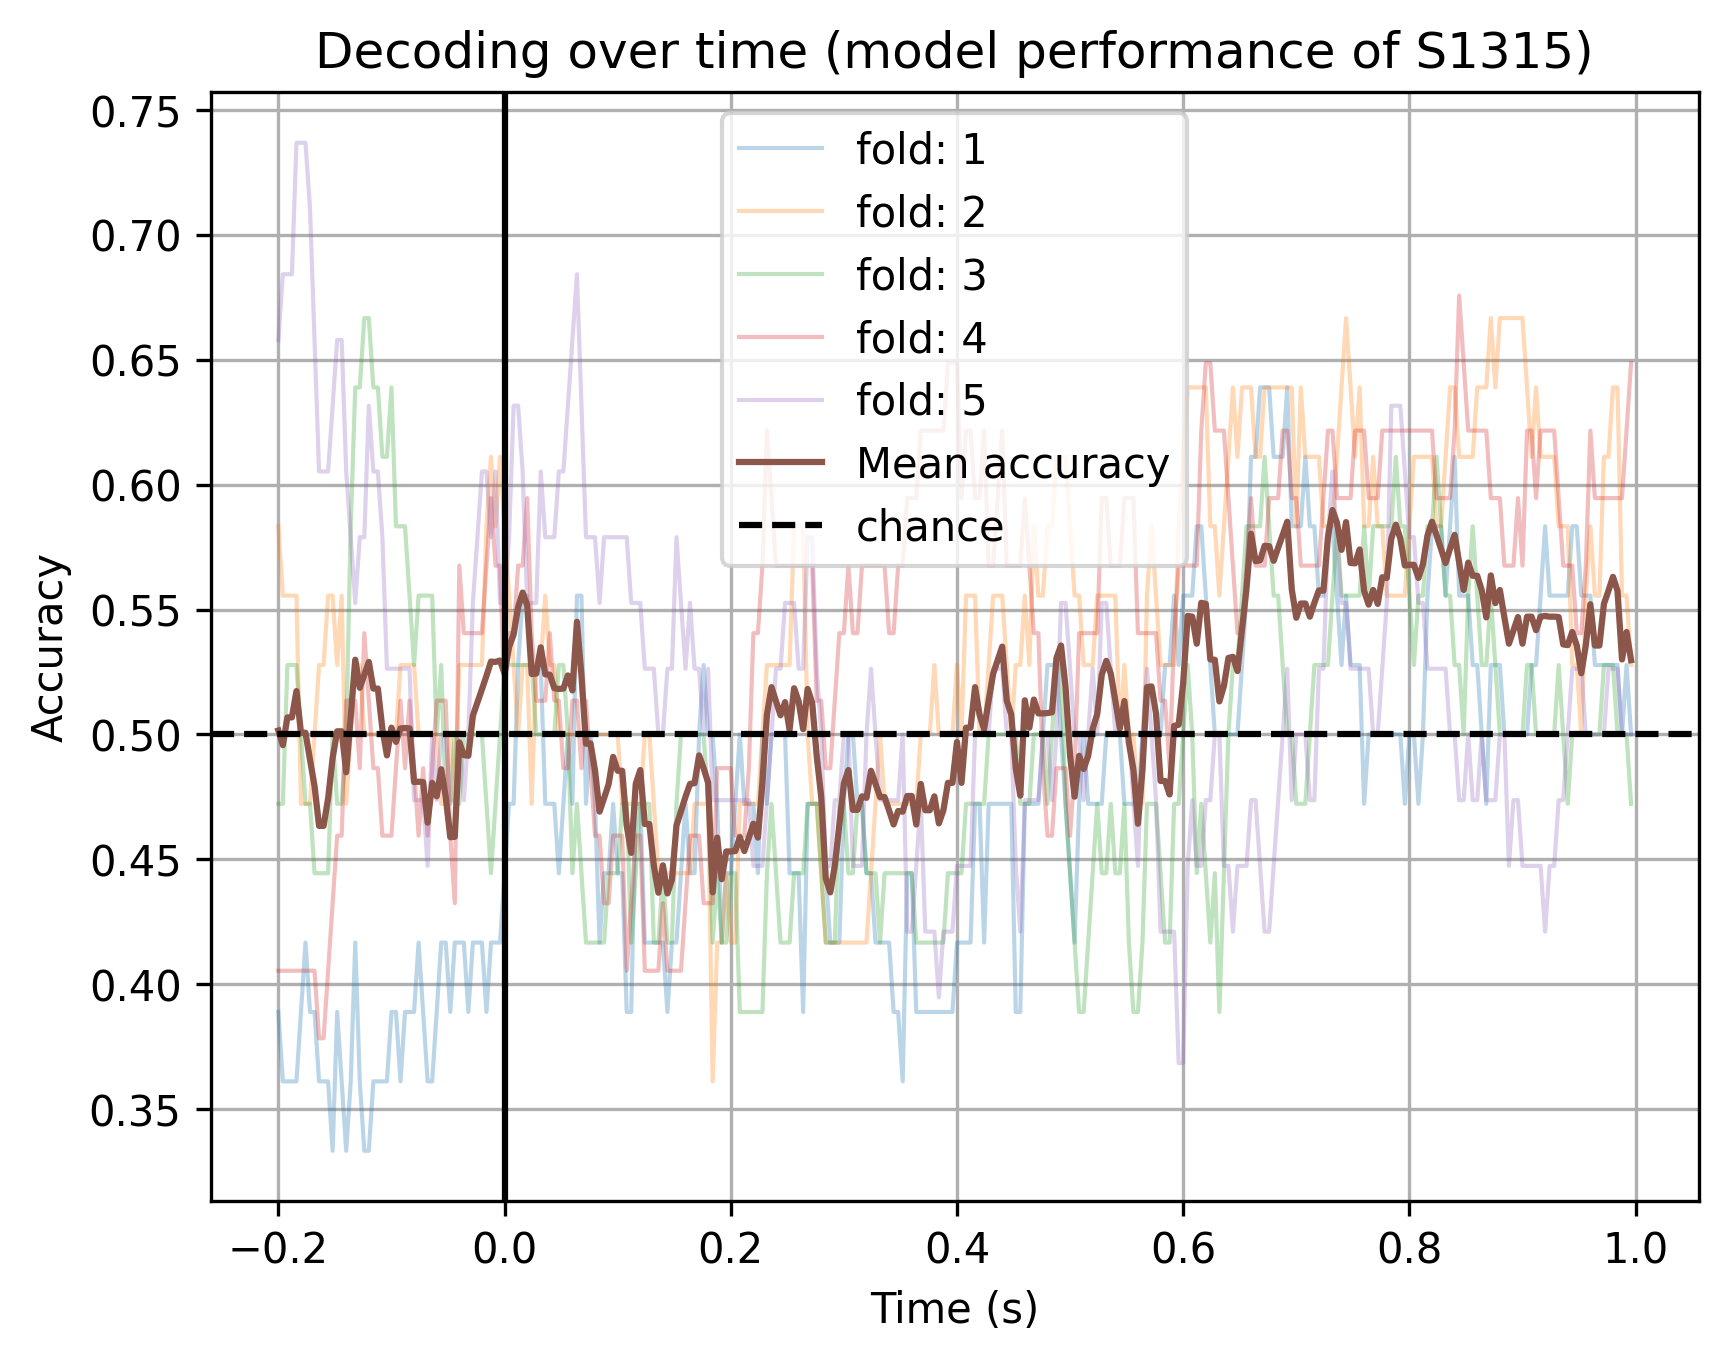 Decoding over time (model performance of S1315)
0.75
0.70
0.65
0.60
0.55
0.50
0.45
0.40
0.35
Accuracy
fold: 1
fold: 2
fold: 3
fold: 4
fold: 5
Mean accuracy
chance
−0.2 0.0 0.2 0.4 0.6 0.8 1.0
Time (s)